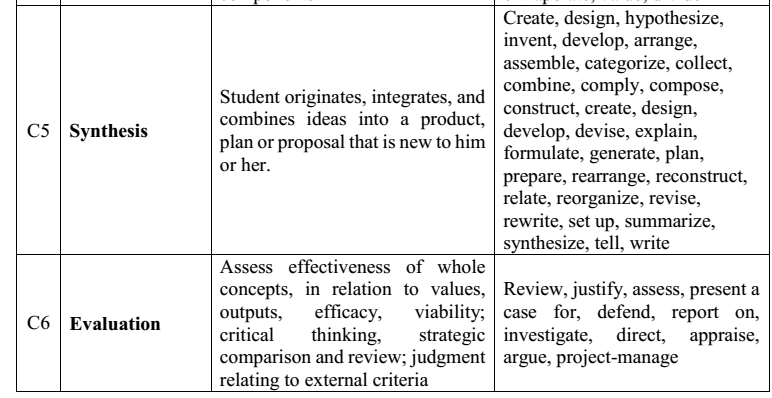 Create, design, hypothesize,
invent, develop, arrange,
assemble, categorize, collect,
combine, comply, compose,
construct, create, design,
develop, devise, explain,
formulate, generate, plan,
prepare, rearrange, reconstruct,
relate, reorganize, revise,
rewrite, set up, summarize,
synthesize, tell, write
C5
Synthesis
Student originates, integrates, and
combines ideas into a product,
plan or proposal that is new to him
or her.
C6
Evaluation
Assess effectiveness of whole
concepts, in relation to values,
outputs, efficacy, viability;
critical thinking, strategic
comparison and review; judgment
relating to external criteria
Review, justify, assess, present a
case for, defend, report on,
investigate, direct, appraise,
argue, project-manage